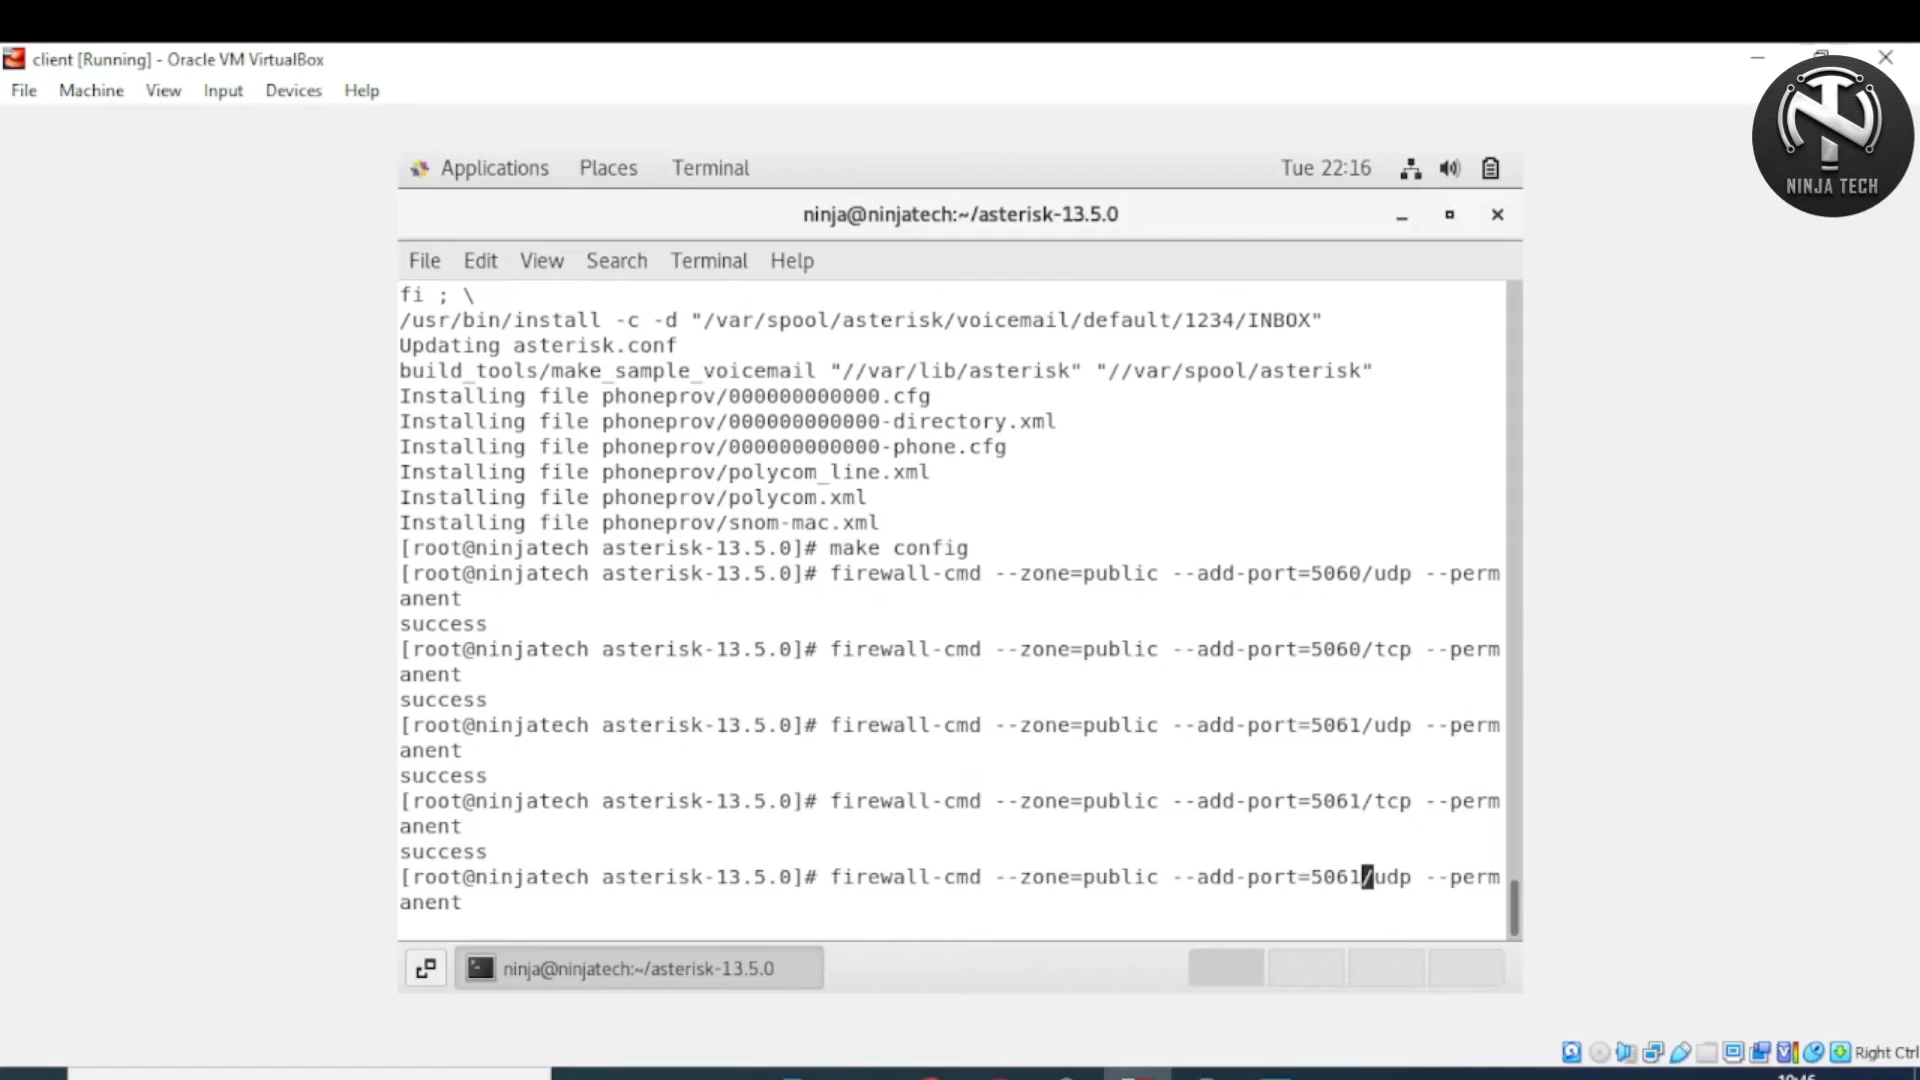 client [Running] - Oracle VM VirtualBox
File Machine View Input Devices Help
NINJA TECH
Applications Places Terminal Tue 22:16
ninja@ninjatech:~/asterisk-13.5.0
File Edit View Search Terminal Help
fi ; \
/usr/bin/install -c -d "/var/spool/asterisk/voicemail/default/1234/INBOX"
Updating asterisk.conf
build_tools/make_sample_voicemail "//var/lib/asterisk" "//var/spool/asterisk"
Installing file phoneprov/000000000000.cfg
Installing file phoneprov/000000000000-directory.xml
Installing file phoneprov/000000000000-phone.cfg
Installing file phoneprov/polycom_line.xml
Installing file phoneprov/polycom.xml
Installing file phoneprov/snom-mac.xml
[root@ninjatech asterisk-13.5.0]# make config
[root@ninjatech asterisk-13.5.0]# firewall-cmd --zone=public --add-port=5060/udp --perm
anent
success
[root@ninjatech asterisk-13.5.0]# firewall-cmd --zone=public --add-port=5060/tcp --perm
anent
success
[root@ninjatech asterisk-13.5.0]# firewall-cmd --zone=public --add-port=5061/udp --perm
anent
success
[root@ninjatech asterisk-13.5.0]# firewall-cmd --zone=public --add-port=5061/tcp --perm
anent
success
[root@ninjatech asterisk-13.5.0]# firewall-cmd --zone=public --add-port=5061/udp --perm
anent
ninja@ninjatech:~/asterisk-13.5.0
Right Ctrl